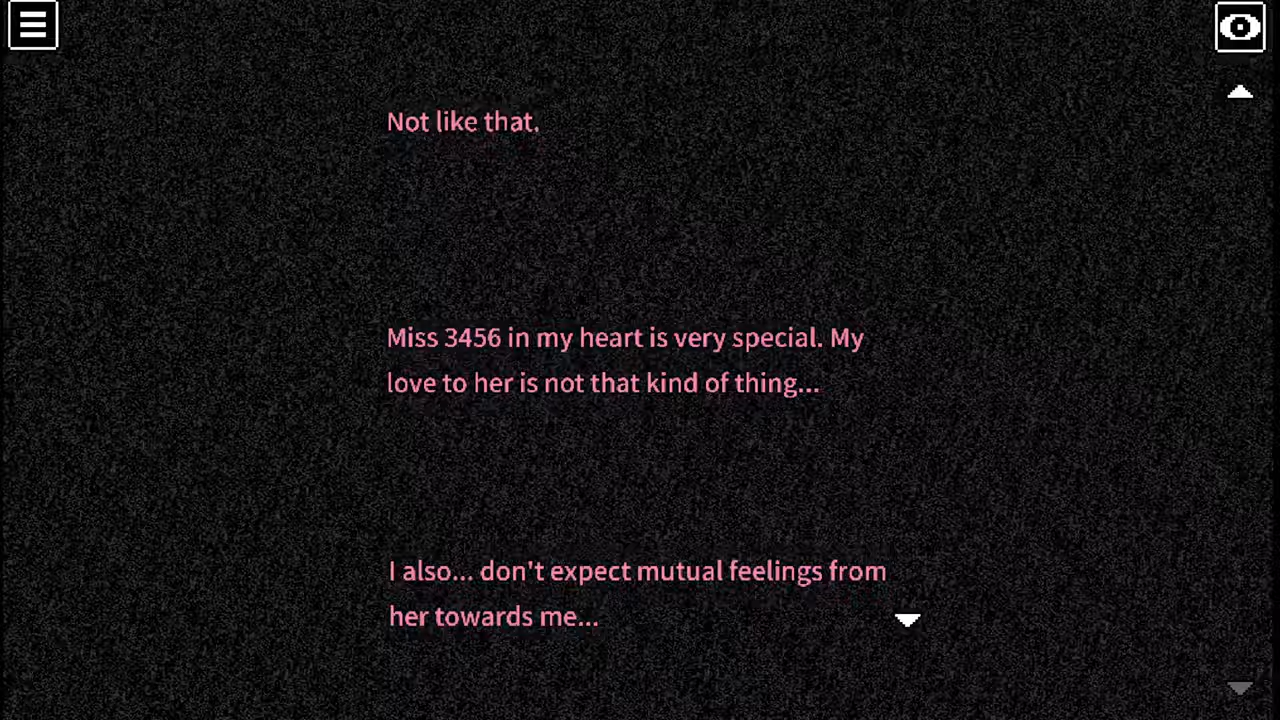 Not like that.
Miss 3456 in my heart is very special. My
love to her is not that kind of thing...
I also... don't expect mutual feelings from
her towards me...